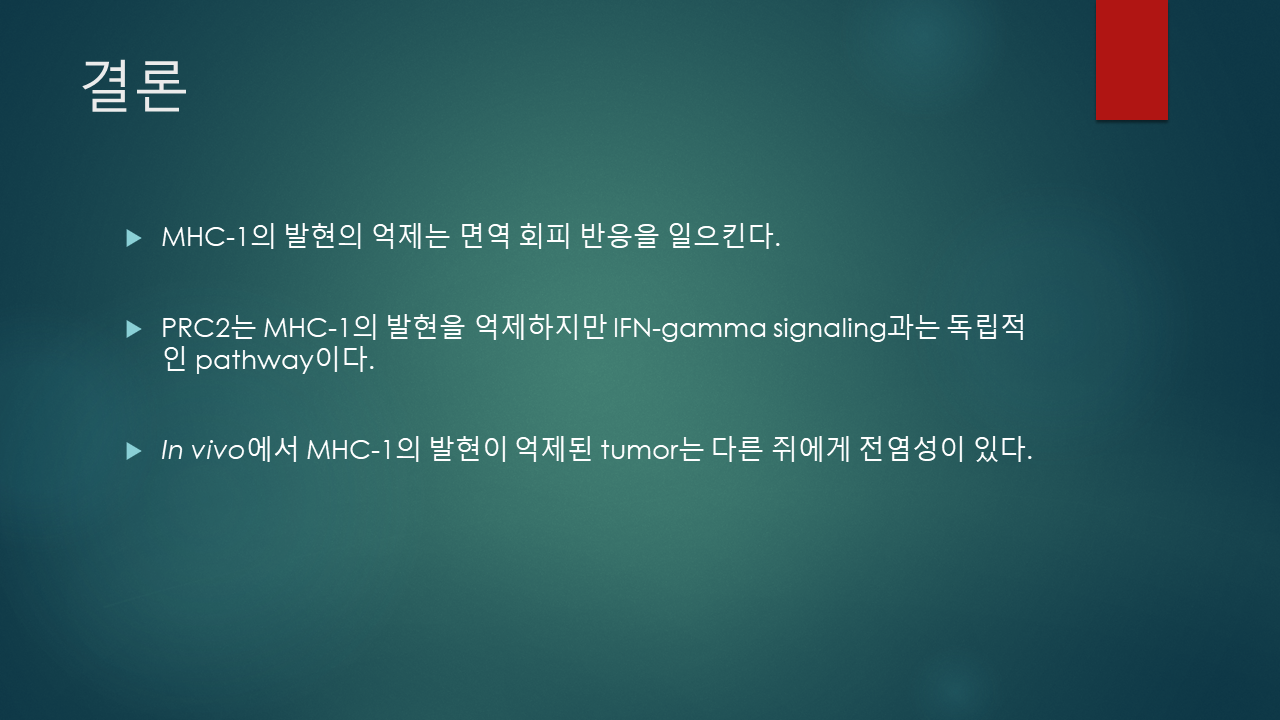 결론
MHC-1의 발현의 억제는 면역 회피 반응을 일으킨다.
PRC2는 MHC-1의 발현을 억제하지만 IFN-gamma signaling과는 독립적
인 pathway이다.
In vivo에서 MHC-1의 발현이 억제된 tumor는 다른 쥐에게 전염성이 있다.